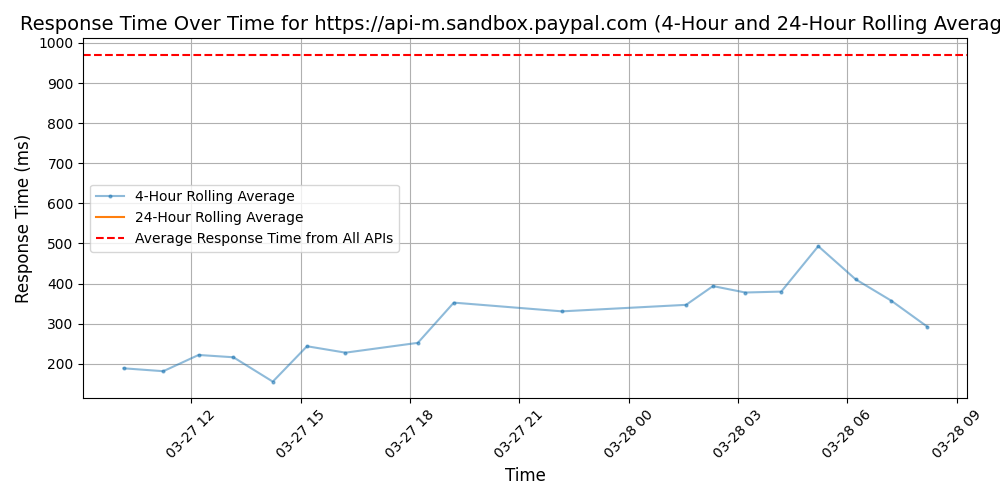 Response Time Over Time for https://api-m.sandbox.paypal.com (4-Hour and 24-Hour Rolling Averag
1000
900
800
700
600
500
400
300
200
Response Time (ms)
4-Hour Rolling Average
24-Hour Rolling Average
Average Response Time from All APIs
03-27 12
03-27 15
03-27 18
03-27 21
03-28 00
03-28 03
03-28 06
03-28 09
Time